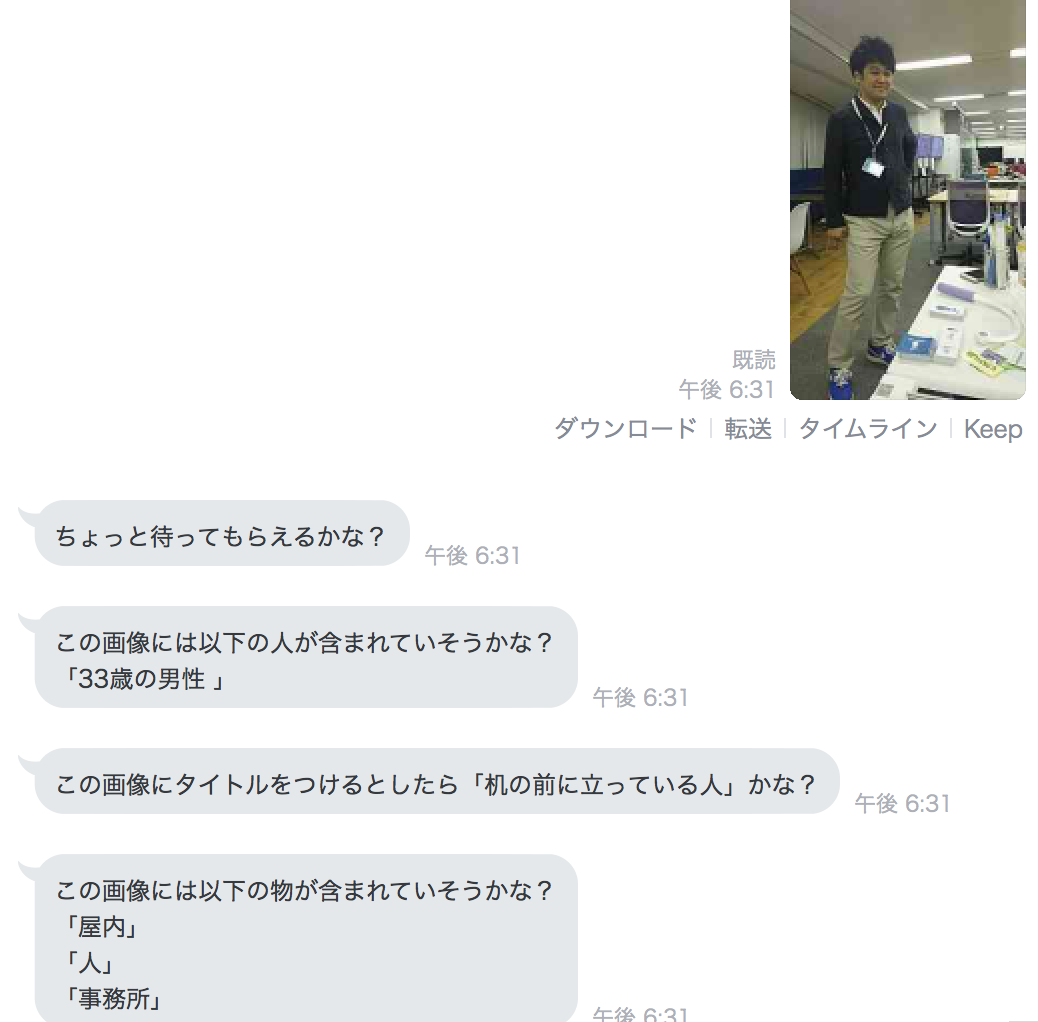 既読
午後 6:31
ダウンロード | 転送 | タイムライン | Keep
ちょっと待ってもらえるかな？
午後 6:31
この画像には以下の人が含まれていそうかな？
「33歳の男性 」
午後 6:31
この画像にタイトルをつけるとしたら「机の前に立っている人」かな？
午後 6:31
この画像には以下の物が含まれていそうかな？
「屋内」
「人」
「事務所」
午後 6:31